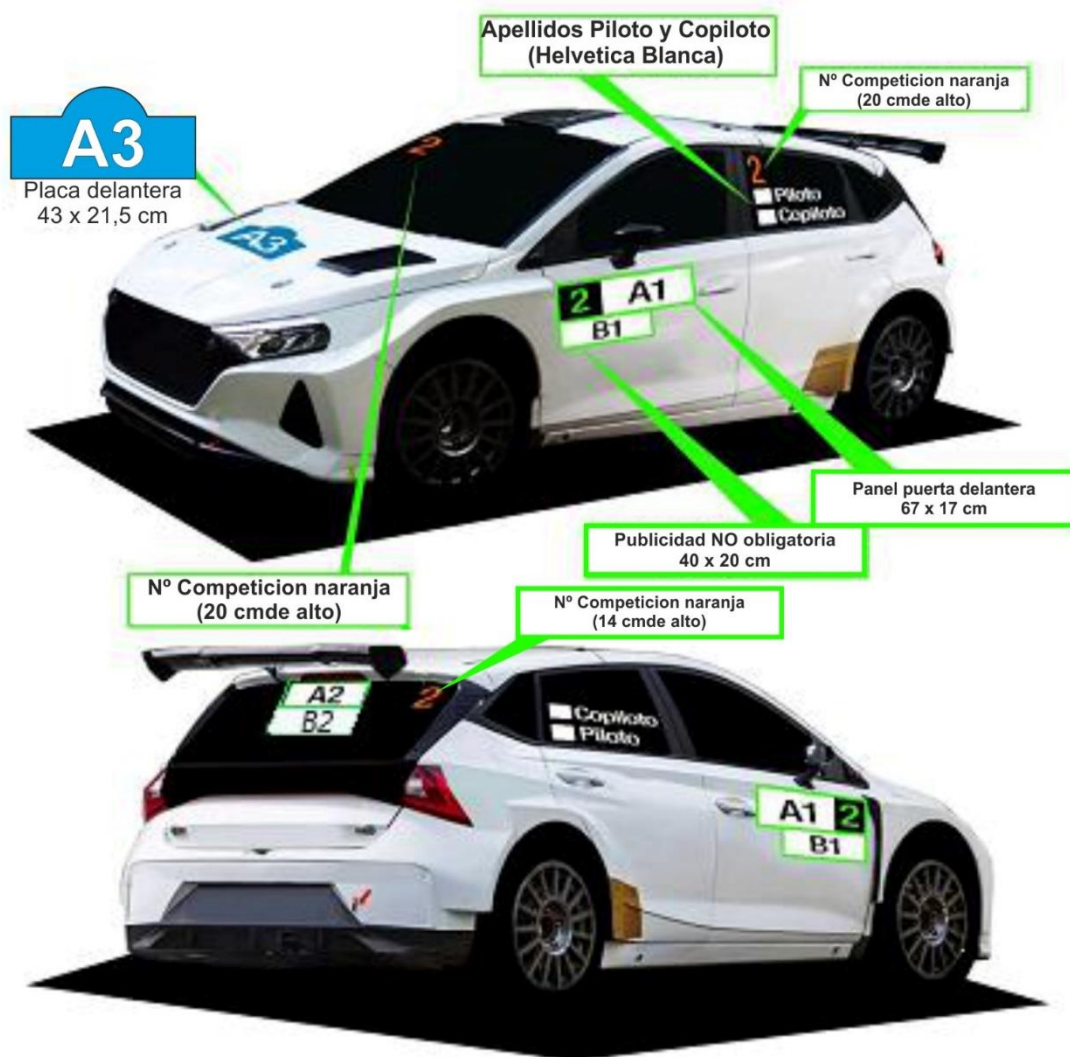 Apellidos Piloto y Copiloto
(Helvetica Blanca)
Nº Competicion naranja
(20 cmde alto)
A3
Placa delantera
43 x 21,5 cm
2
2
Piloto
Copiloto
A3
2 A1
B1
Panel puerta delantera
67 x 17 cm
Publicidad NO obligatoria
40 x 20 cm
Nº Competicion naranja
(20 cmde alto)
Nº Competicion naranja
(14 cmde alto)
A2
2
B2
Copiloto
Piloto
A1 2
B1